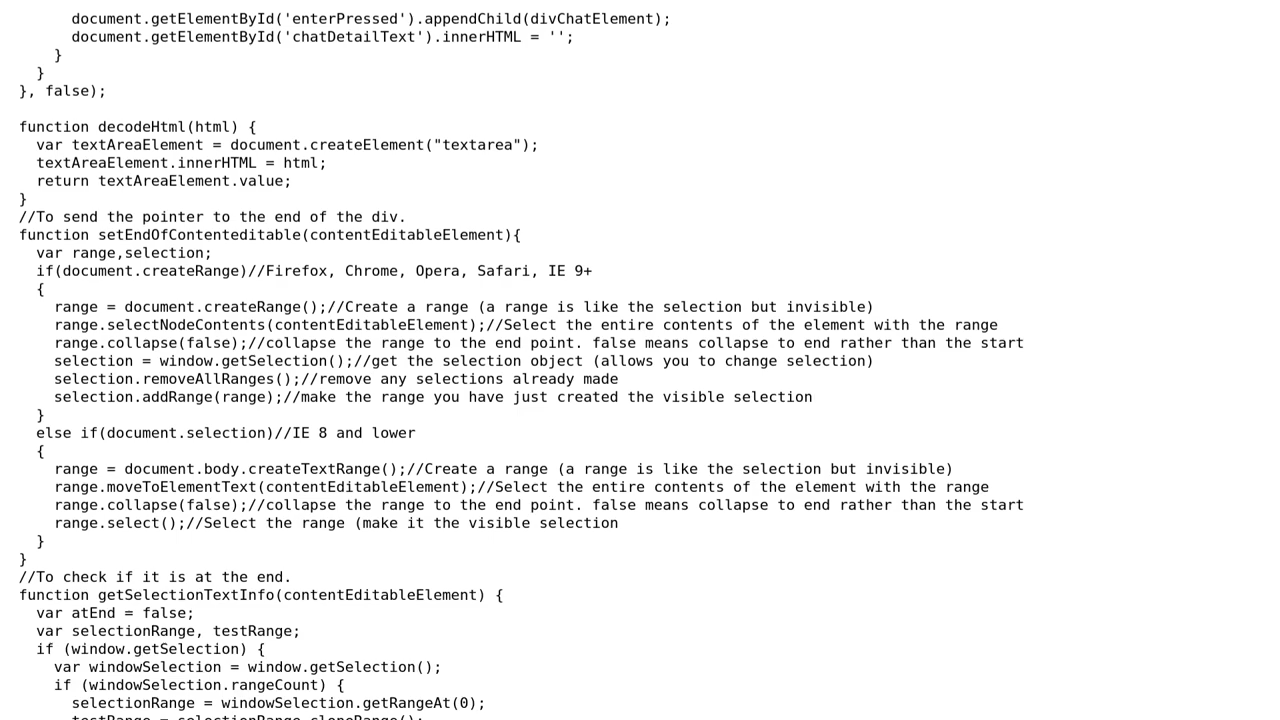 document.getElementById('enterPressed').appendChild(divChatElement);
document.getElementById('chatDetailText').innerHTML = '';
}
}
}, false);
function decodeHtml(html) {
var textAreaElement = document.createElement("textarea");
textAreaElement.innerHTML = html;
return textAreaElement.value;
}
//To send the pointer to the end of the div.
function setEndOfContenteditable(contentEditableElement){
var range,selection;
if(document.createRange)//Firefox, Chrome, Opera, Safari, IE 9+
{
range = document.createRange();//Create a range (a range is like the selection but invisible)
range.selectNodeContents(contentEditableElement);//Select the entire contents of the element with the range
range.collapse(false);//collapse the range to the end point. false means collapse to end rather than the start
selection = window.getSelection();//get the selection object (allows you to change selection)
selection.removeAllRanges();//remove any selections already made
selection.addRange(range);//make the range you have just created the visible selection
}
else if(document.selection)//IE 8 and lower
{
range = document.body.createTextRange();//Create a range (a range is like the selection but invisible)
range.moveToElementText(contentEditableElement);//Select the entire contents of the element with the range
range.collapse(false);//collapse the range to the end point. false means collapse to end rather than the start
range.select();//Select the range (make it the visible selection
}
}
//To check if it is at the end.
function getSelectionTextInfo(contentEditableElement) {
var atEnd = false;
var selectionRange, testRange;
if (window.getSelection) {
var windowSelection = window.getSelection();
if (windowSelection.rangeCount) {
selectionRange = windowSelection.getRangeAt(0);
testRange = selectionRange.cloneRange();